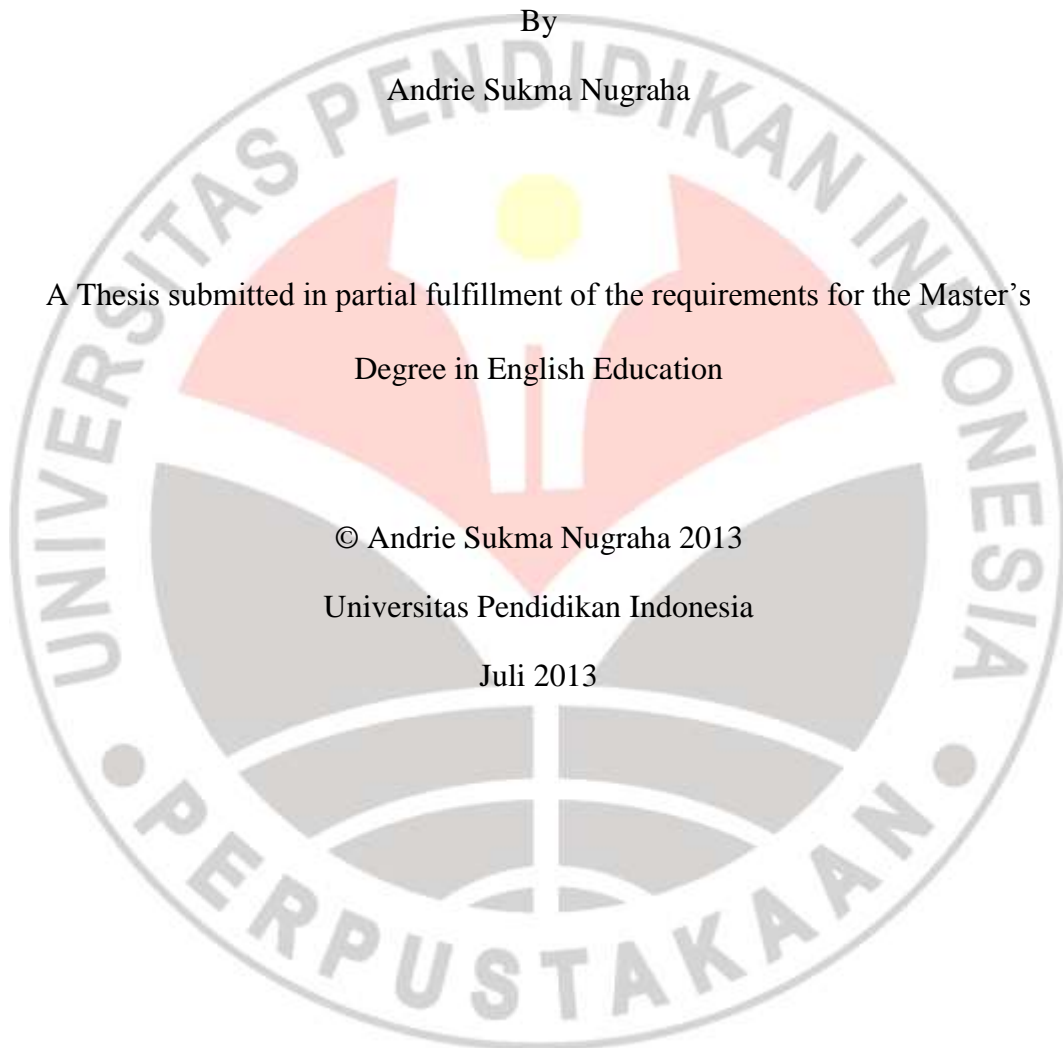 By
Andrie Sukma Nugraha
A Thesis submitted in partial fulfillment of the requirements for the Master’s
Degree in English Education
© Andrie Sukma Nugraha 2013
Universitas Pendidikan Indonesia
Juli 2013
UNIVERSITAS PENDIDIKAN INDONESIA
PERPUSTAKAAN